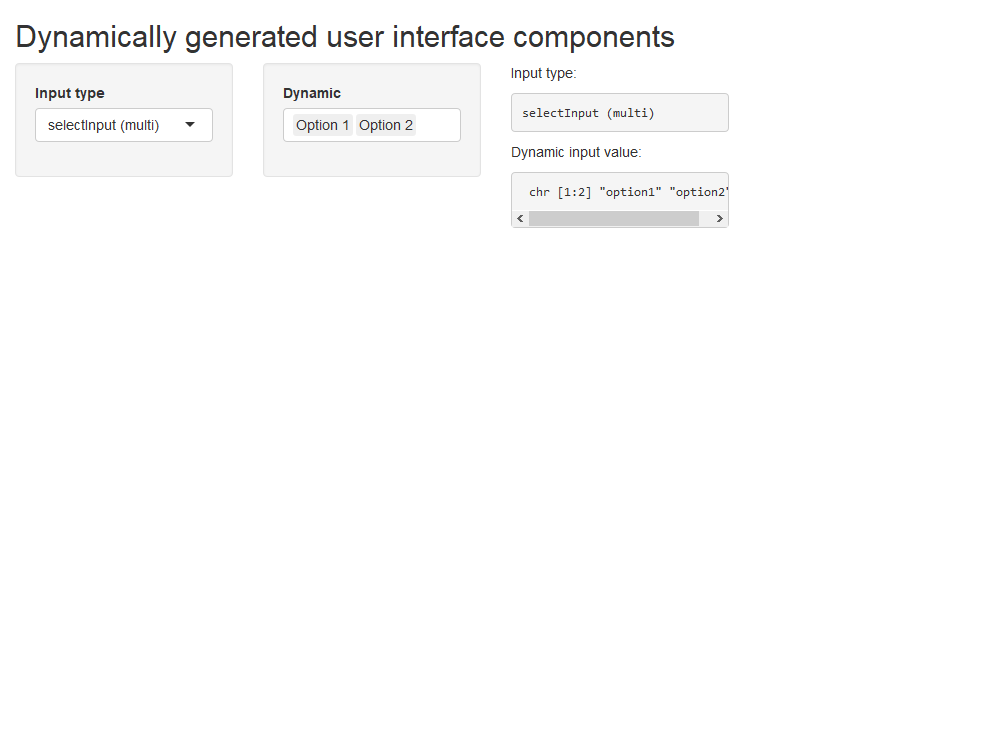 Dynamically generated user interface components
Input type
selectInput (multi)
Dynamic
Option 1 Option 2
Input type:
selectInput (multi)
Dynamic input value:
chr [1:2] "option1" "option2"